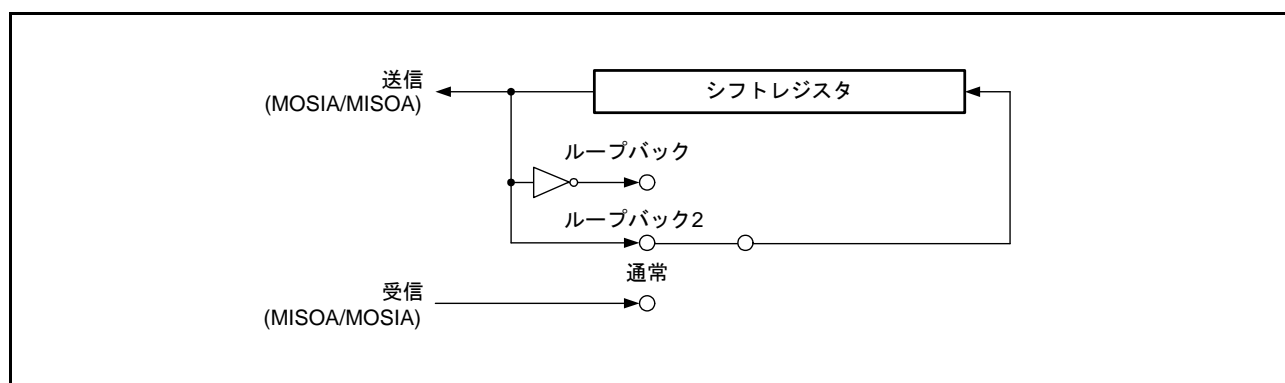 送信
(MOSIA/MISOA)
シフトレジスタ
ループバック
ループバック2
通常
受信
(MISOA/MOSIA)